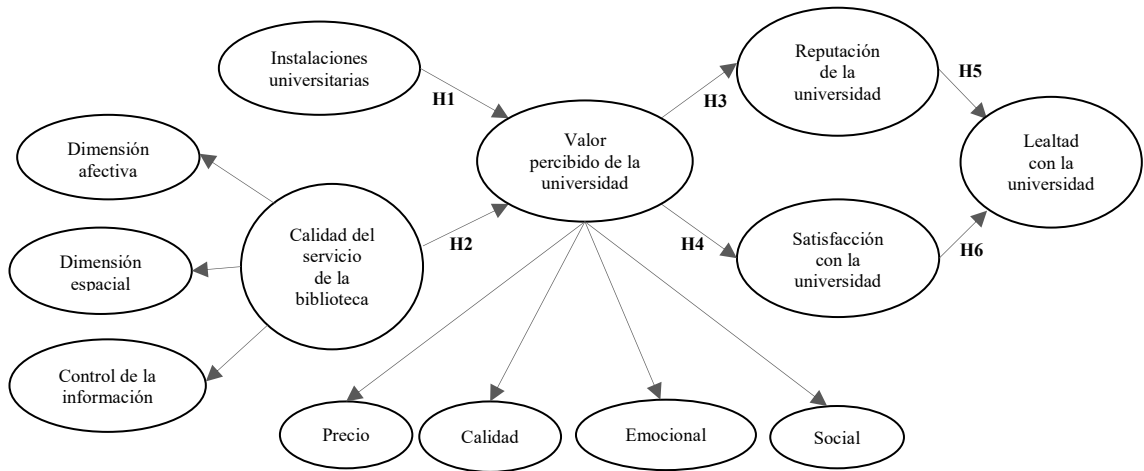 Instalaciones
universitarias
H1
Reputación
de la
universidad
H3
H5
Valor
percibido de la
universidad
Lealtad
con la
universidad
Dimensión
afectiva
Calidad del
servicio
de la
biblioteca
H2
H4
Satisfacción
con la
universidad
H6
Dimensión
espacial
Control de la
información
Precio
Calidad
Emocional
Social